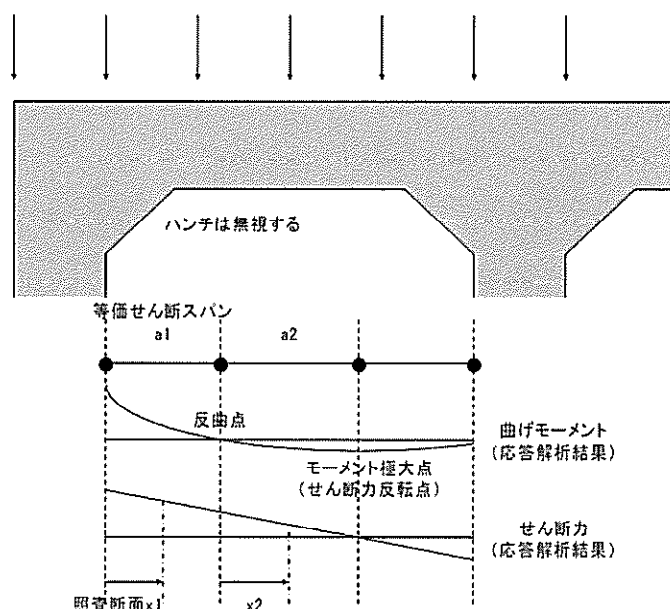 ハンチは無視する
等価せん断スパン
a1
a2
反曲点
曲げモーメント
(応答解析結果)
モーメント極大点
(せん断力反転点)
せん断力
(応答解析結果)
照査断面x1
x2